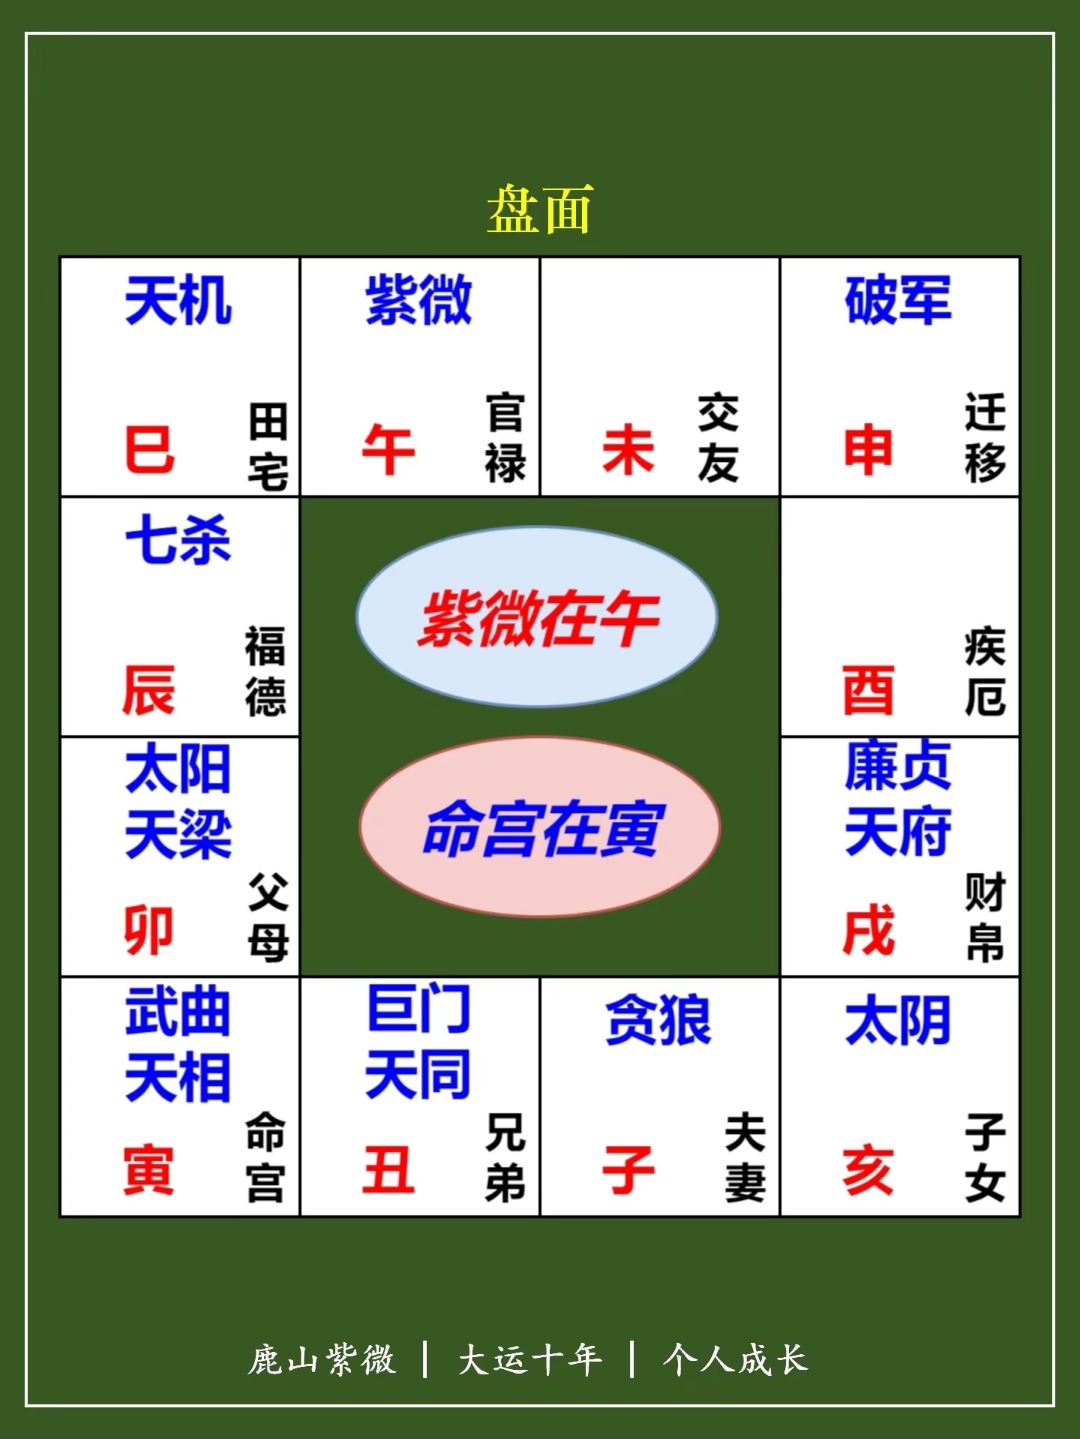 盘面
天机
巳
田宅
紫微
午
官禄
未
交友
破军
申
迁移
七杀
辰
福德
紫微在午
酉
疾厄
太阳
天梁
卯
父母
命宫在寅
廉贞
天府
戌
财帛
武曲
天相
寅
命宫
巨门
天同
丑
兄弟
贪狼
子
夫妻
太阴
亥
子女
鹿山紫微 | 大运十年 | 个人成长